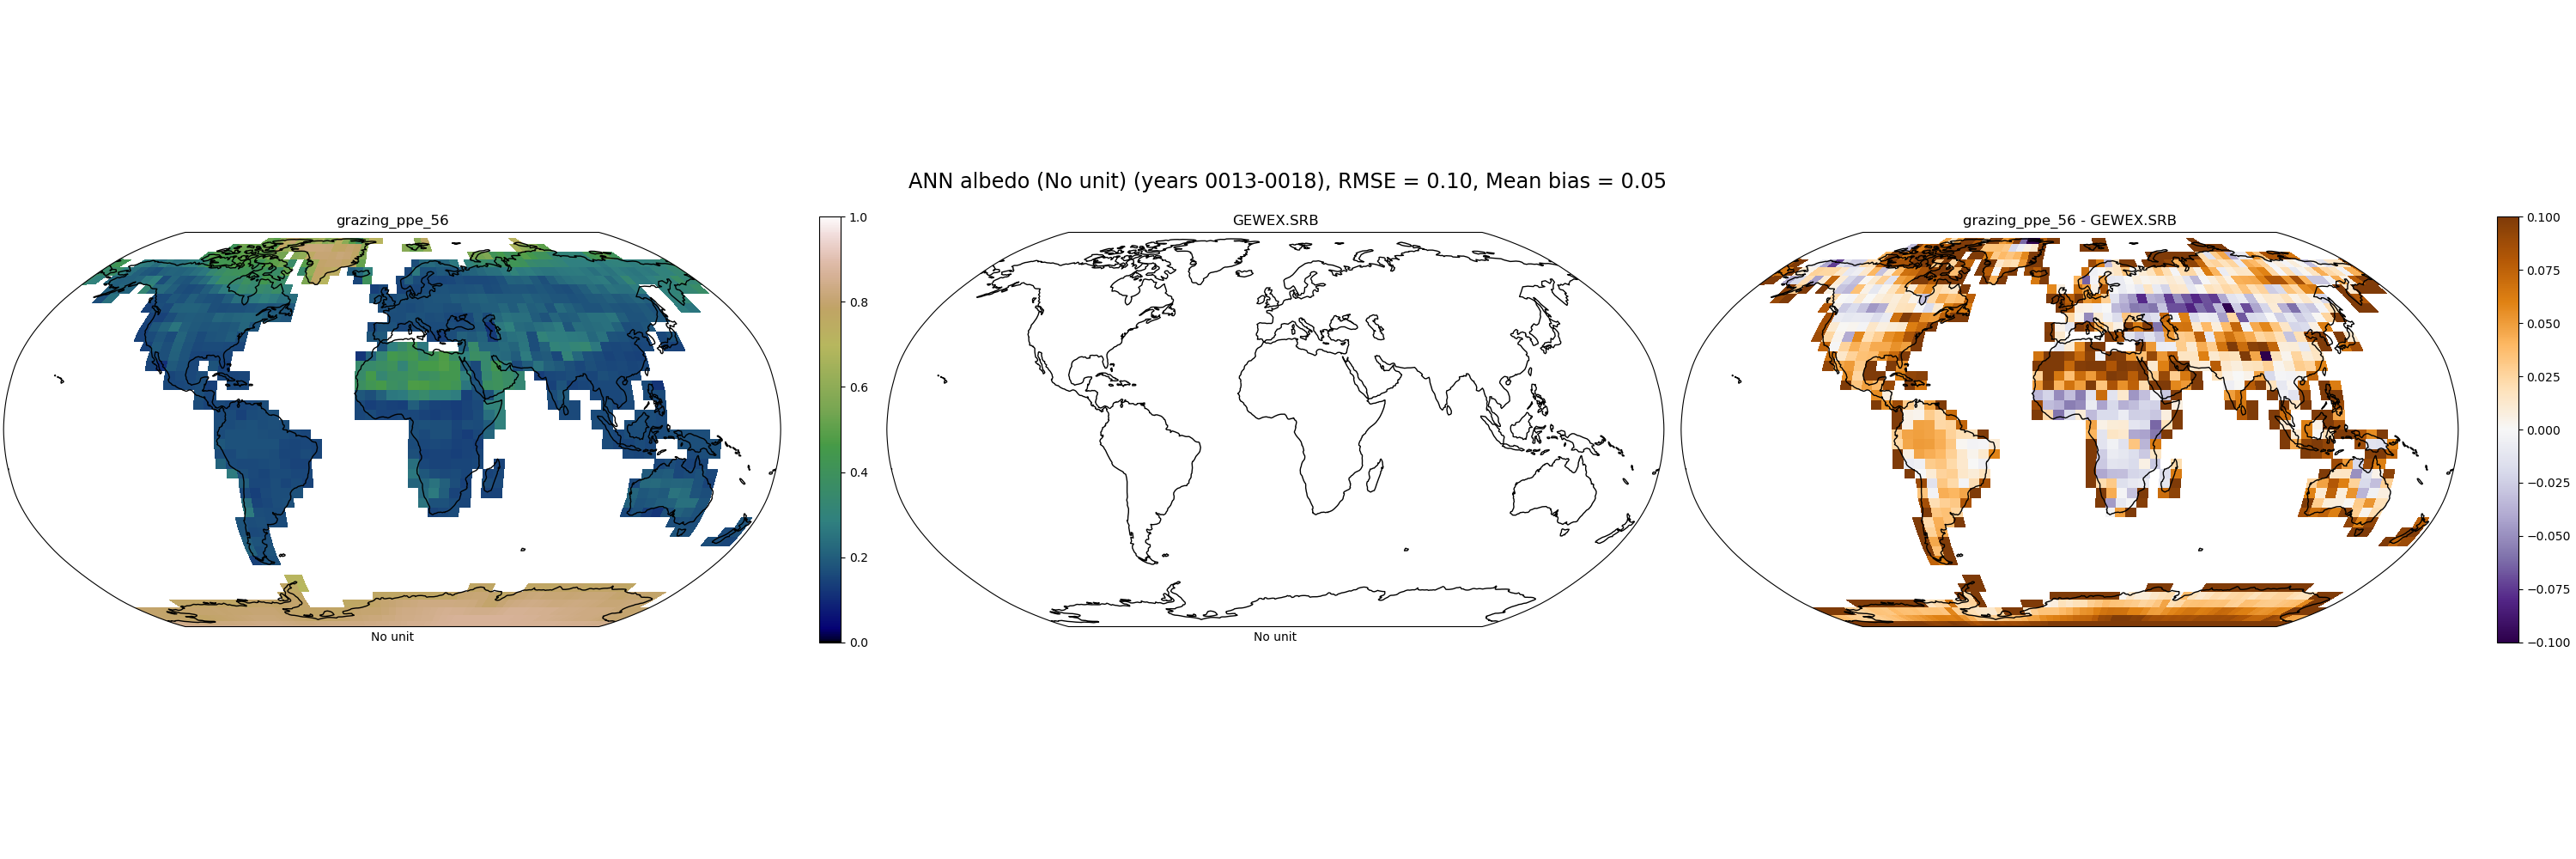 ANN albedo (No unit) (years 0013-0018), RMSE = 0.10, Mean bias = 0.05
grazing_ppe_56
GEWEX.SRB
grazing_ppe_56 - GEWEX.SRB
1.0
0.8
0.6
0.4
0.2
0.0
0.100
0.075
0.050
0.025
0.000
−0.025
−0.050
−0.075
−0.100
No unit
No unit